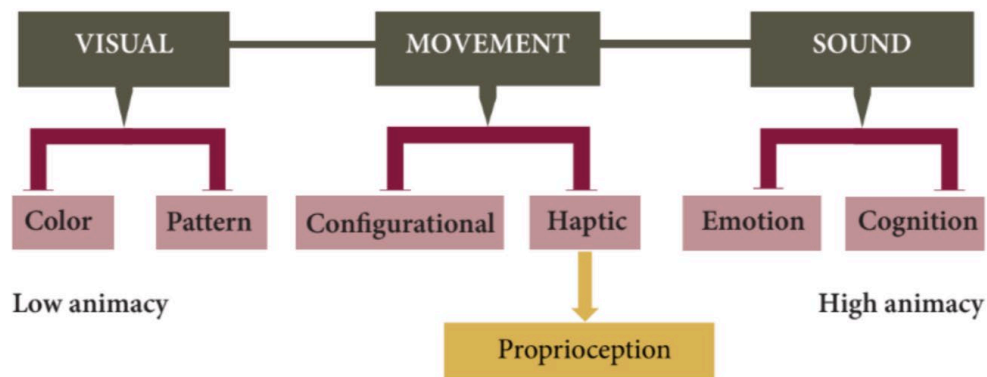 VISUAL
MOVEMENT
SOUND
Color
Pattern
Configurational
Haptic
Emotion
Cognition
Low animacy
High animacy
Proprioception